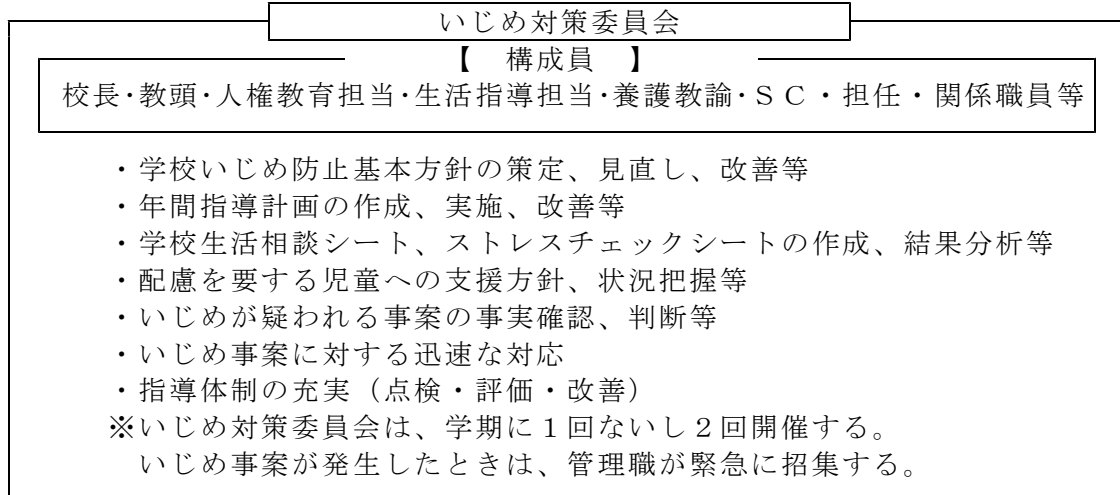 いじめ対策委員会
【 構成員 】
校長・教頭・人権教育担当・生活指導担当・養護教諭・ＳＣ・担任・関係職員等
・学校いじめ防止基本方針の策定、見直し、改善等
・年間指導計画の作成、実施、改善等
・学校生活相談シート、ストレスチェックシートの作成、結果分析等
・配慮を要する児童への支援方針、状況把握等
・いじめが疑われる事案の事実確認、判断等
・いじめ事案に対する迅速な対応
・指導体制の充実（点検・評価・改善）
※いじめ対策委員会は、学期に１回ないし２回開催する。
いじめ事案が発生したときは、管理職が緊急に招集する。